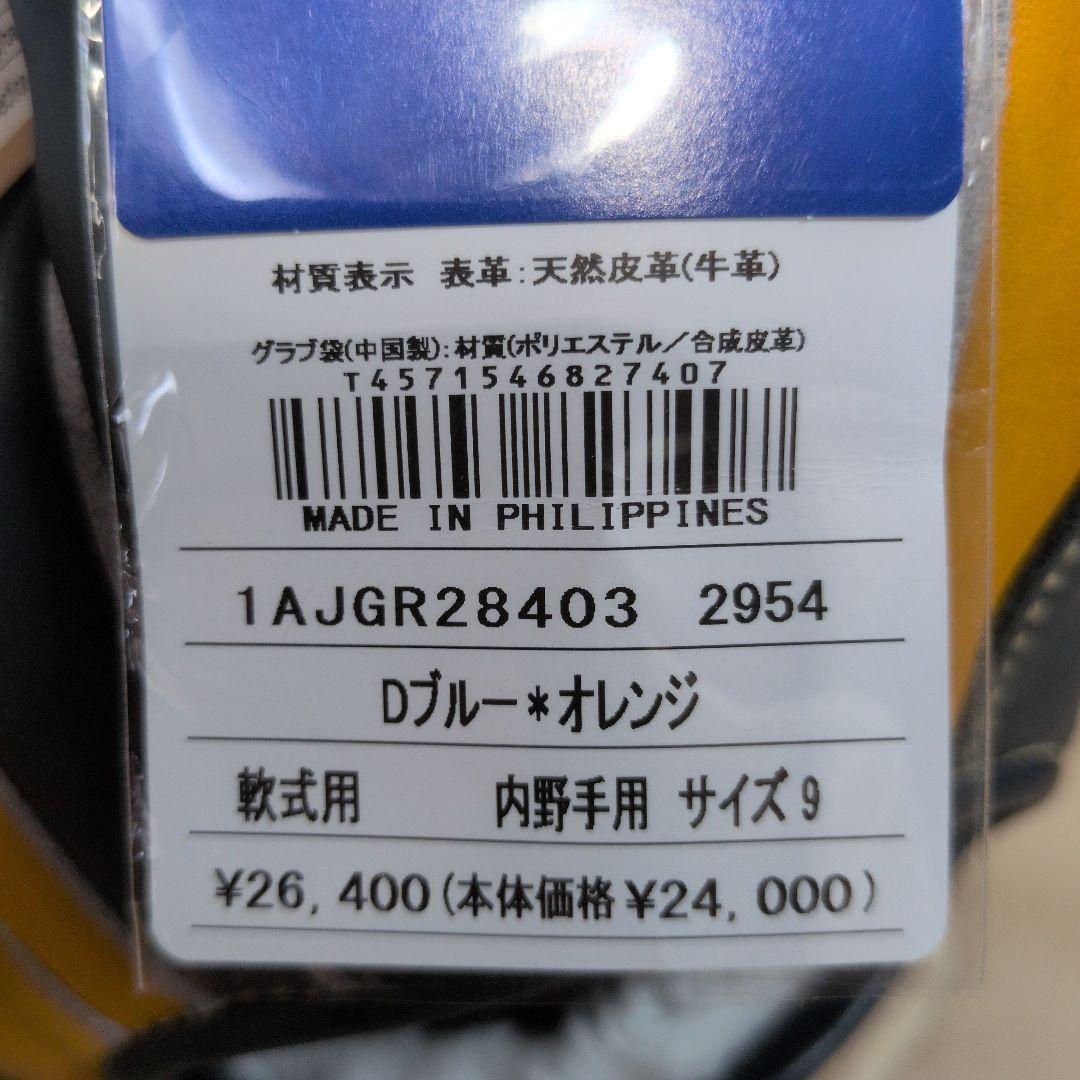 材質表示 表革:天然皮革(牛革)
グラブ袋(中国製):材質(ポリエステル/合成皮革)
T4571546827407
MADE IN PHILIPPINES
1AJGR28403 2954
Dブルー*オレンジ
軟式用 内野手用 サイズ9
¥26,400(本体価格¥24,000)